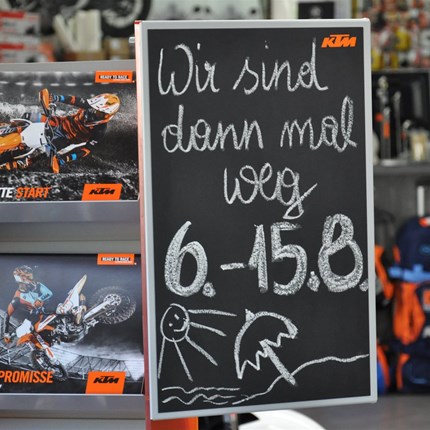 KTM
Wir sind
dann mal
weg
6.-15.8.
READY TO RACE
TTE START
KTM
READY TO RACE
PROMISSE
KTM